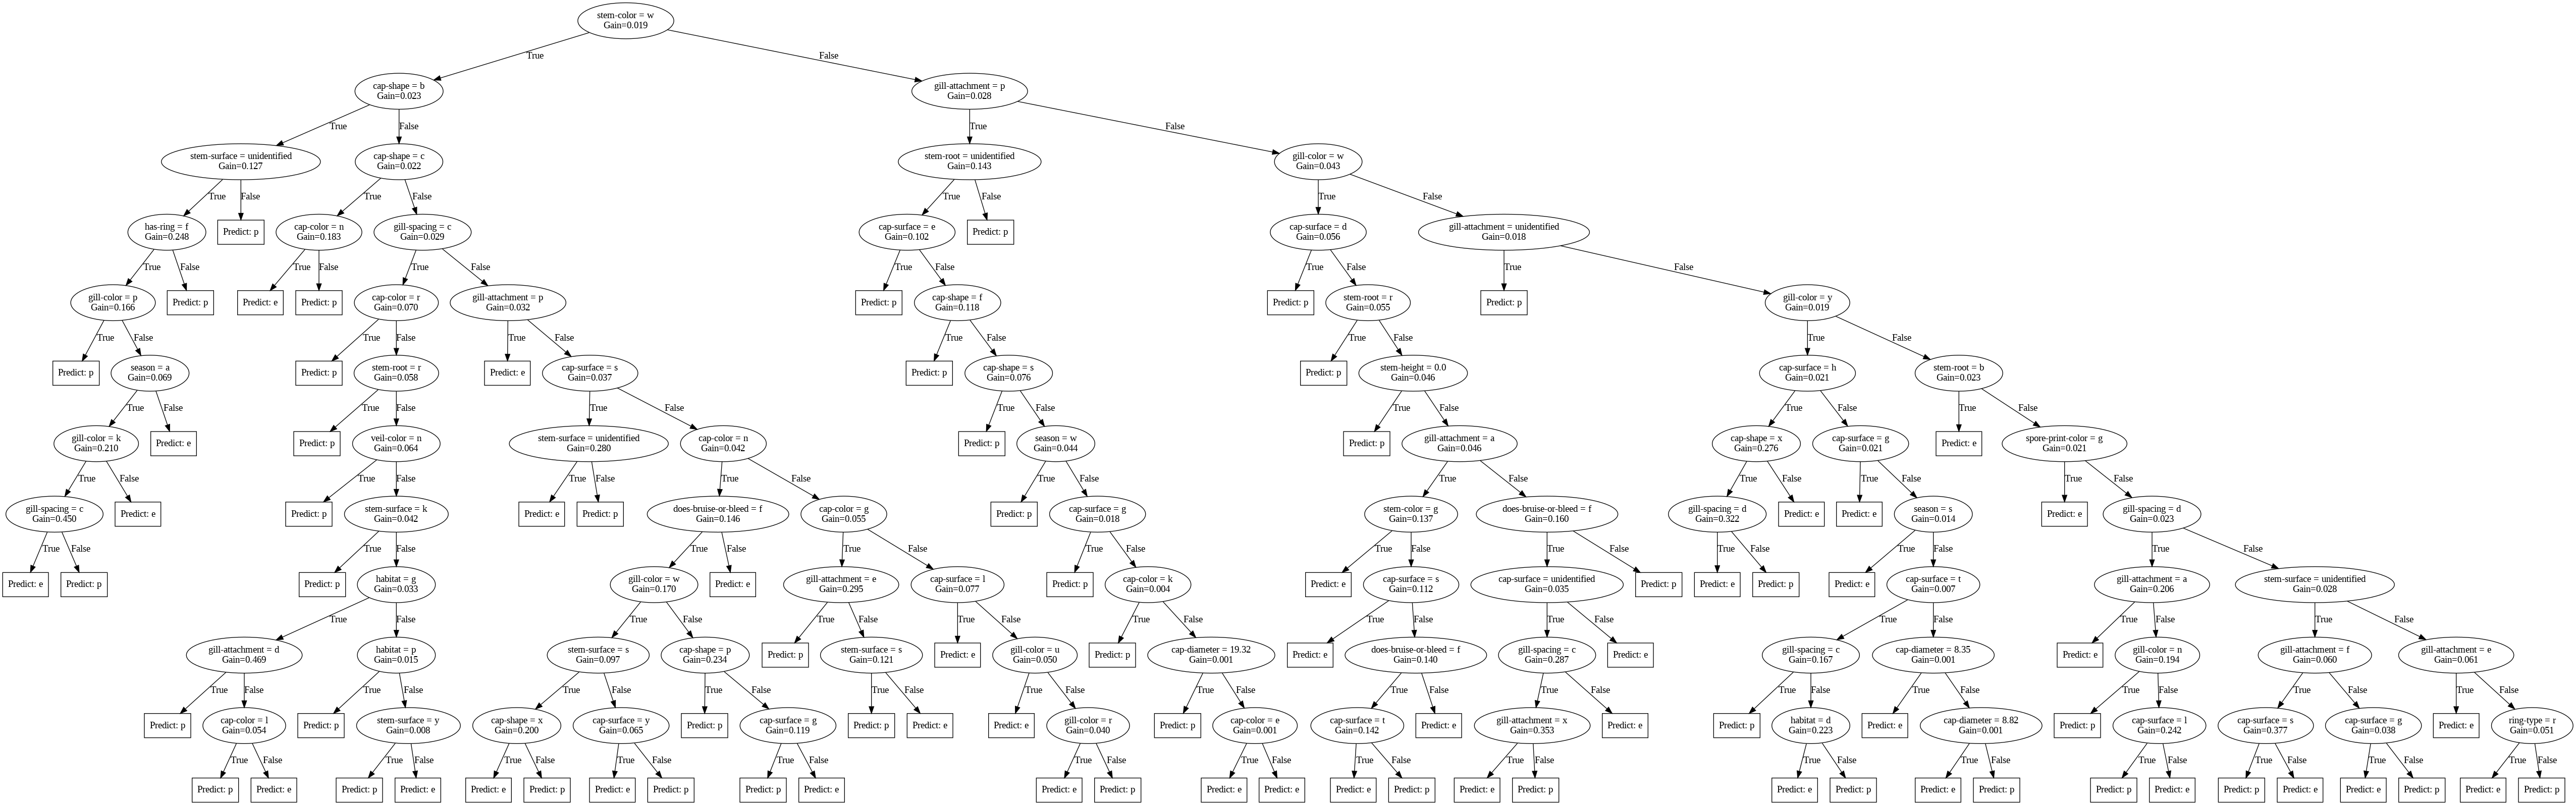 stem-color = w
Gain=0.019
True False
cap-shape = b
Gain=0.023
gill-attachment = p
Gain=0.028
True False True False
stem-surface = unidentified
Gain=0.127
cap-shape = c
Gain=0.022
stem-root = unidentified
Gain=0.143
gill-color = w
Gain=0.043
True False True False True False True False
has-ring = f
Gain=0.248
Predict: p
cap-color = n
Gain=0.183
gill-spacing = c
Gain=0.029
cap-surface = e
Gain=0.102
Predict: p
cap-surface = d
Gain=0.056
gill-attachment = unidentified
Gain=0.018
True False True False True False True False True False True False
gill-color = p
Gain=0.166
Predict: p
Predict: e
Predict: p
cap-color = r
Gain=0.070
gill-attachment = p
Gain=0.032
Predict: p
cap-shape = f
Gain=0.118
Predict: p
stem-root = r
Gain=0.055
Predict: p
gill-color = y
Gain=0.019
True False True False True False True False True False True False
Predict: p
season = a
Gain=0.069
Predict: p
stem-root = r
Gain=0.058
Predict: e
cap-surface = s
Gain=0.037
Predict: p
cap-shape = s
Gain=0.076
Predict: p
stem-height = 0.0
Gain=0.046
cap-surface = h
Gain=0.021
stem-root = b
Gain=0.023
True False True False True False True False True False True False True False
gill-color = k
Gain=0.210
Predict: e
Predict: p
veil-color = n
Gain=0.064
stem-surface = unidentified
Gain=0.280
cap-color = n
Gain=0.042
Predict: p
season = w
Gain=0.044
Predict: p
gill-attachment = a
Gain=0.046
cap-shape = x
Gain=0.276
cap-surface = g
Gain=0.021
Predict: e
spore-print-color = g
Gain=0.021
True False True False True False True False True False True False True False True False True False
gill-spacing = c
Gain=0.450
Predict: e
Predict: p
stem-surface = k
Gain=0.042
Predict: e
Predict: p
does-bruise-or-bleed = f
Gain=0.146
cap-color = g
Gain=0.055
Predict: p
cap-surface = g
Gain=0.018
stem-color = g
Gain=0.137
does-bruise-or-bleed = f
Gain=0.160
gill-spacing = d
Gain=0.322
Predict: e
Predict: e
season = s
Gain=0.014
Predict: e
gill-spacing = d
Gain=0.023
True False True False True False True False True False True False True False True False True False True False
Predict: e
Predict: p
Predict: p
habitat = g
Gain=0.033
gill-color = w
Gain=0.170
Predict: e
gill-attachment = e
Gain=0.295
cap-surface = l
Gain=0.077
Predict: p
cap-color = k
Gain=0.004
Predict: e
cap-surface = s
Gain=0.112
cap-surface = unidentified
Gain=0.035
Predict: p
Predict: e
Predict: p
Predict: e
cap-surface = t
Gain=0.007
gill-attachment = a
Gain=0.206
stem-surface = unidentified
Gain=0.028
True False True False True False True False True False True False True False True False True False True False
gill-attachment = d
Gain=0.469
habitat = p
Gain=0.015
stem-surface = s
Gain=0.097
cap-shape = p
Gain=0.234
Predict: p
stem-surface = s
Gain=0.121
Predict: e
gill-color = u
Gain=0.050
Predict: p
cap-diameter = 19.32
Gain=0.001
Predict: e
does-bruise-or-bleed = f
Gain=0.140
gill-spacing = c
Gain=0.287
Predict: e
gill-spacing = c
Gain=0.167
cap-diameter = 8.35
Gain=0.001
Predict: e
gill-color = n
Gain=0.194
gill-attachment = f
Gain=0.060
gill-attachment = e
Gain=0.061
True False True False True False True False True False True False True False True False True False True False True False True False True False True False
Predict: p
cap-color = l
Gain=0.054
Predict: p
stem-surface = y
Gain=0.008
cap-shape = x
Gain=0.200
cap-surface = y
Gain=0.065
Predict: p
cap-surface = g
Gain=0.119
Predict: p
Predict: e
Predict: e
gill-color = r
Gain=0.040
Predict: p
cap-color = e
Gain=0.001
cap-surface = t
Gain=0.142
Predict: e
gill-attachment = x
Gain=0.353
Predict: e
Predict: p
habitat = d
Gain=0.223
Predict: e
cap-diameter = 8.82
Gain=0.001
Predict: p
cap-surface = l
Gain=0.242
cap-surface = s
Gain=0.377
cap-surface = g
Gain=0.038
Predict: e
ring-type = r
Gain=0.051
True False True False True False True False True False True False True False True False True False True False True False True False True False True False True False
Predict: p
Predict: e
Predict: p
Predict: e
Predict: e
Predict: p
Predict: e
Predict: p
Predict: p
Predict: e
Predict: e
Predict: p
Predict: e
Predict: e
Predict: e
Predict: p
Predict: e
Predict: p
Predict: e
Predict: p
Predict: e
Predict: p
Predict: p
Predict: e
Predict: p
Predict: e
Predict: e
Predict: p
Predict: e
Predict: p